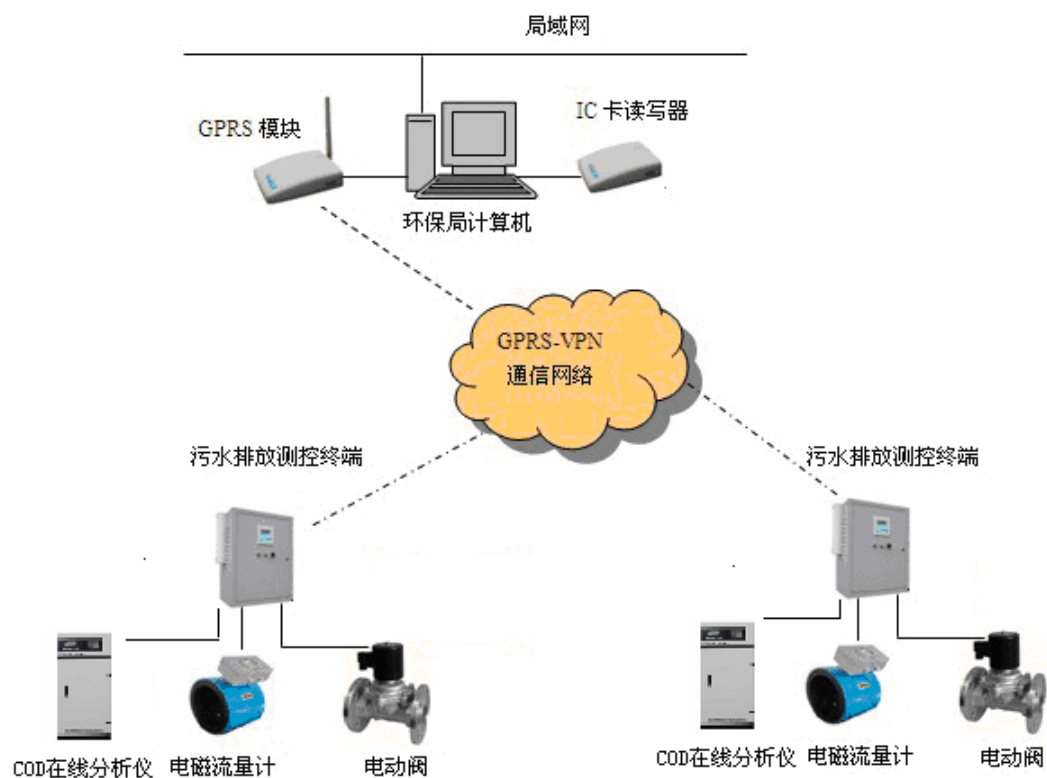 局域网
GPRS 模块
IC 卡读写器
环保局计算机
GPRS-VPN
通信网络
污水排放测控终端
污水排放测控终端
COD在线分析仪
电磁流量计
电动阀
COD在线分析仪
电磁流量计
电动阀